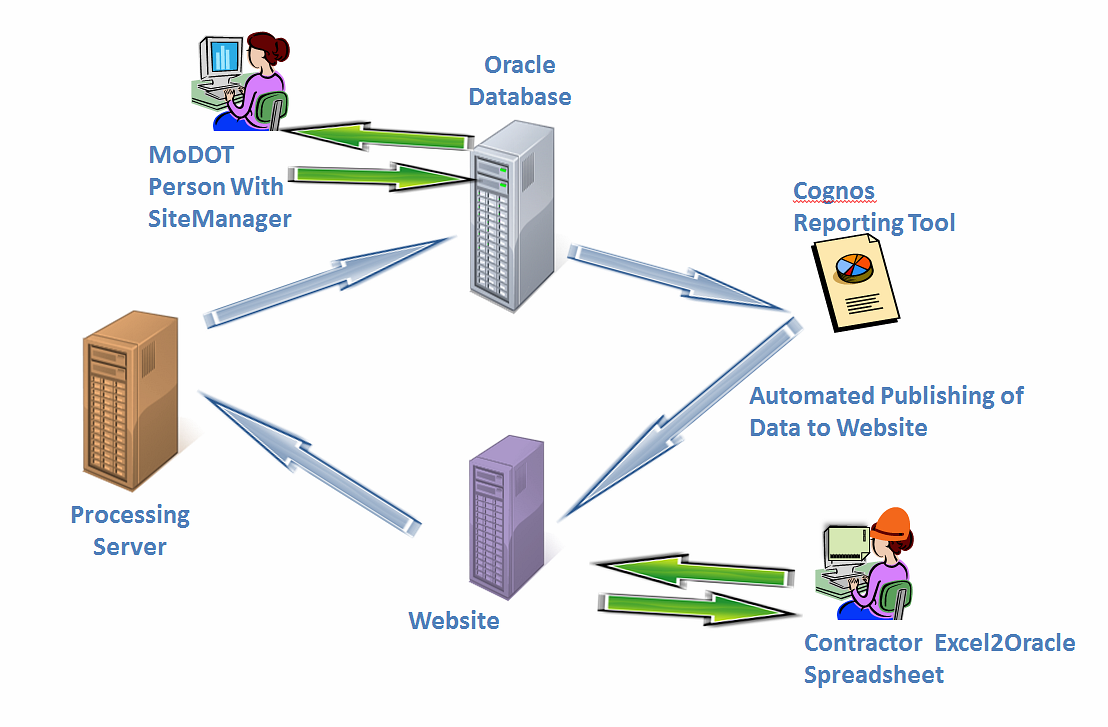 Oracle
Database
MoDOT
Person With
SiteManager
Cognos
Reporting Tool
Automated Publishing of
Data to Website
Processing
Server
Website
Contractor  Excel2Oracle
Spreadsheet